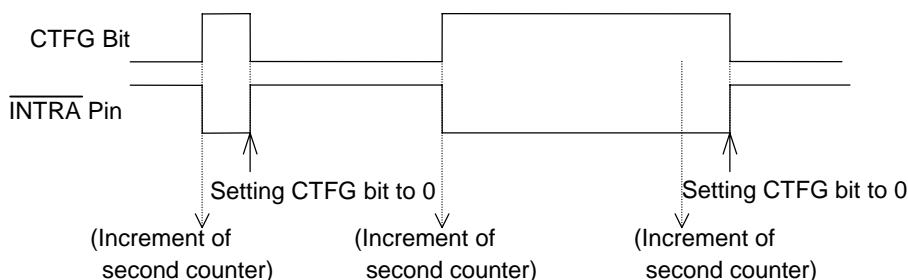 CTFG Bit
INTRA Pin
Setting CTFG bit to 0
Setting CTFG bit to 0
(Increment of
second counter)
(Increment of
second counter)
(Increment of
second counter)